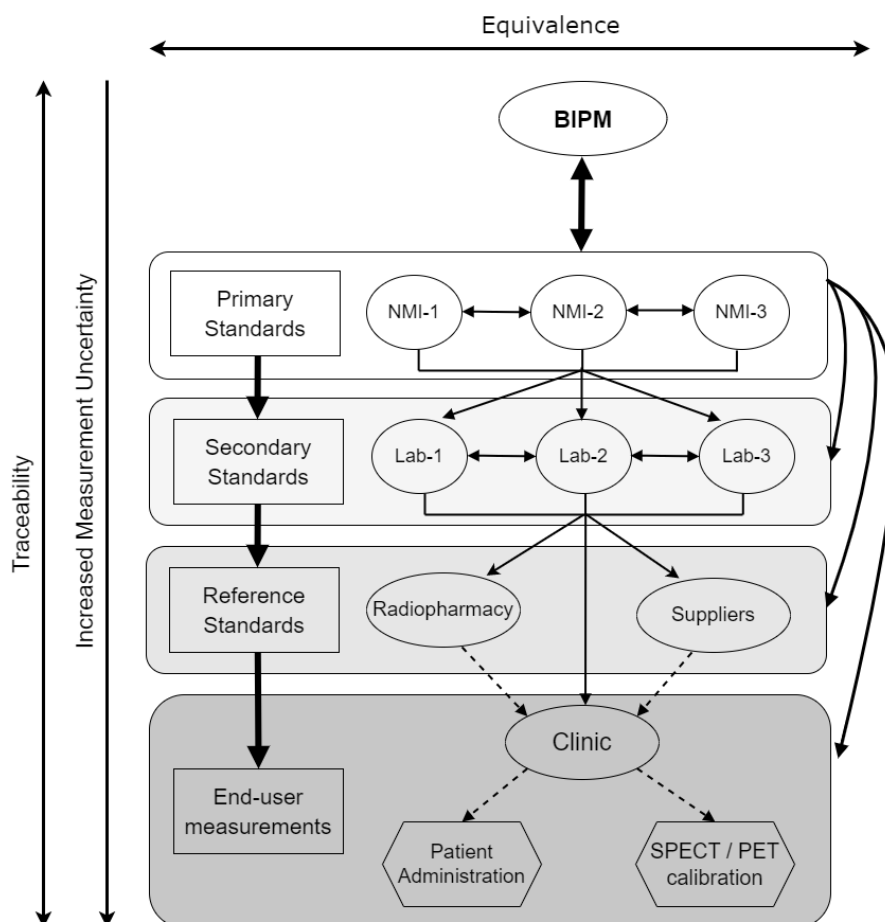 Equivalence
BIPM
Traceability
Increased Measurement Uncertainty
Primary
Standards
NMI-1
NMI-2
NMI-3
Secondary
Standards
Lab-1
Lab-2
Lab-3
Reference
Standards
Radiopharmacy
Suppliers
Clinic
End-user
measurements
Patient
Administration
SPECT / PET
calibration